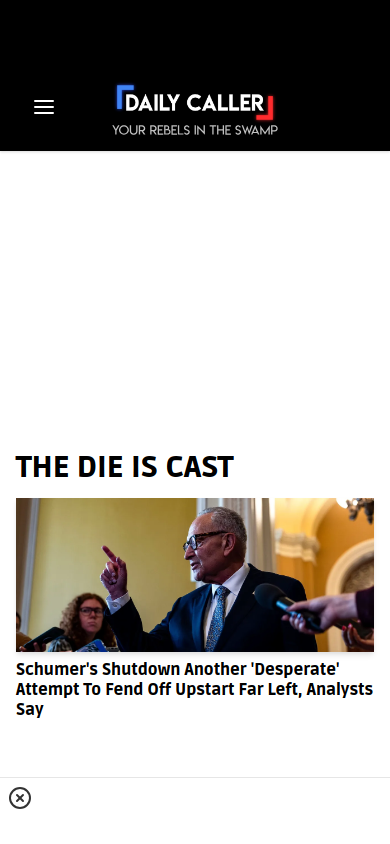 DAILY CALLER
YOUR REBELS IN THE SWAMP
THE DIE IS CAST
Schumer's Shutdown Another 'Desperate'
Attempt To Fend Off Upstart Far Left, Analysts
Say